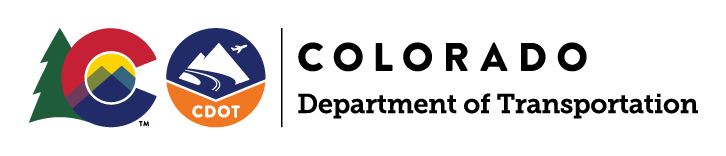 COLORADO
Department of Transportation
CDOT
TM